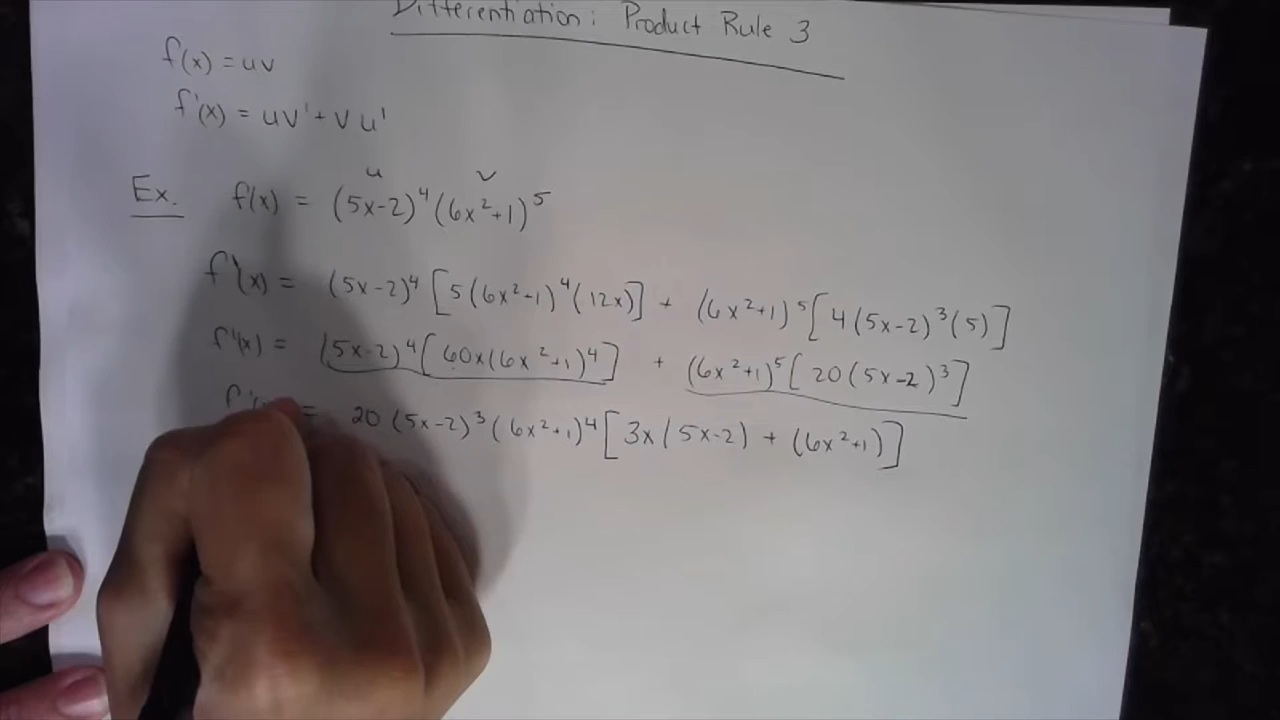 Differentiation: Product Rule 3
f(x) = uv
f'(x) = uv' + vu'
u v
Ex. f(x) = (5x-2)⁴(6x²+1)⁵
f'(x) = (5x-2)⁴[5(6x²+1)⁴(12x)] + (6x²+1)⁵[4(5x-2)³(5)]
f'(x) = (5x-2)⁴[60x(6x²+1)⁴] + (6x²+1)⁵[20(5x-2)³]
= 20(5x-2)³(6x²+1)⁴[3x(5x-2) + (6x²+1)]